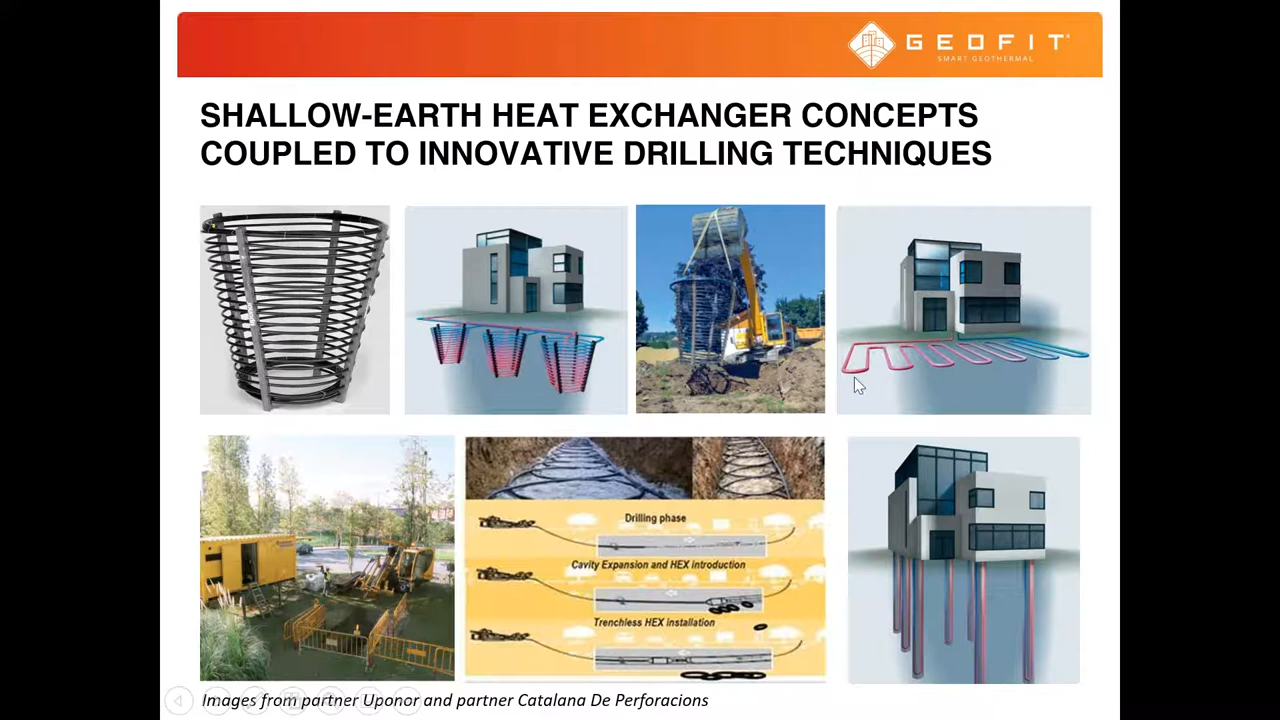 GEOFIT®
SMART GEOTHERMAL
SHALLOW-EARTH HEAT EXCHANGER CONCEPTS
COUPLED TO INNOVATIVE DRILLING TECHNIQUES
Drilling phase
Cavity Expansion and HEX introduction
Trenchless HEX installation
Images from partner Uponor and partner Catalana De Perforacions